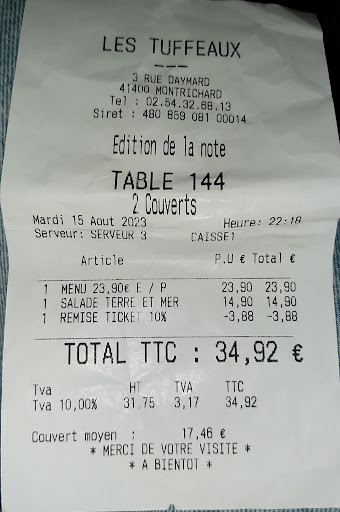 LES TUFFEAUX
3 RUE DAYMARD
41400 MONTRICHARD
Tel : 02.54.32.68.13
Siret : 480 859 081 00014
Edition de la note
TABLE 144
2 Couverts
Mardi 15 Aout 2023 Heure: 22:18
Serveur: SERVEUR 3 CAISSE1
Article P.U € Total €
1 MENU 23,90€ E / P 23,90 23,90
1 SALADE TERRE ET MER 14,90 14,90
1 REMISE TICKET 10% -3,88 -3,88
TOTAL TTC : 34,92 €
Tva HT TVA TTC
Tva 10,00% 31,75 3,17 34,92
Couvert moyen : 17,46 €
* MERCI DE VOTRE VISITE *
* A BIENTOT *